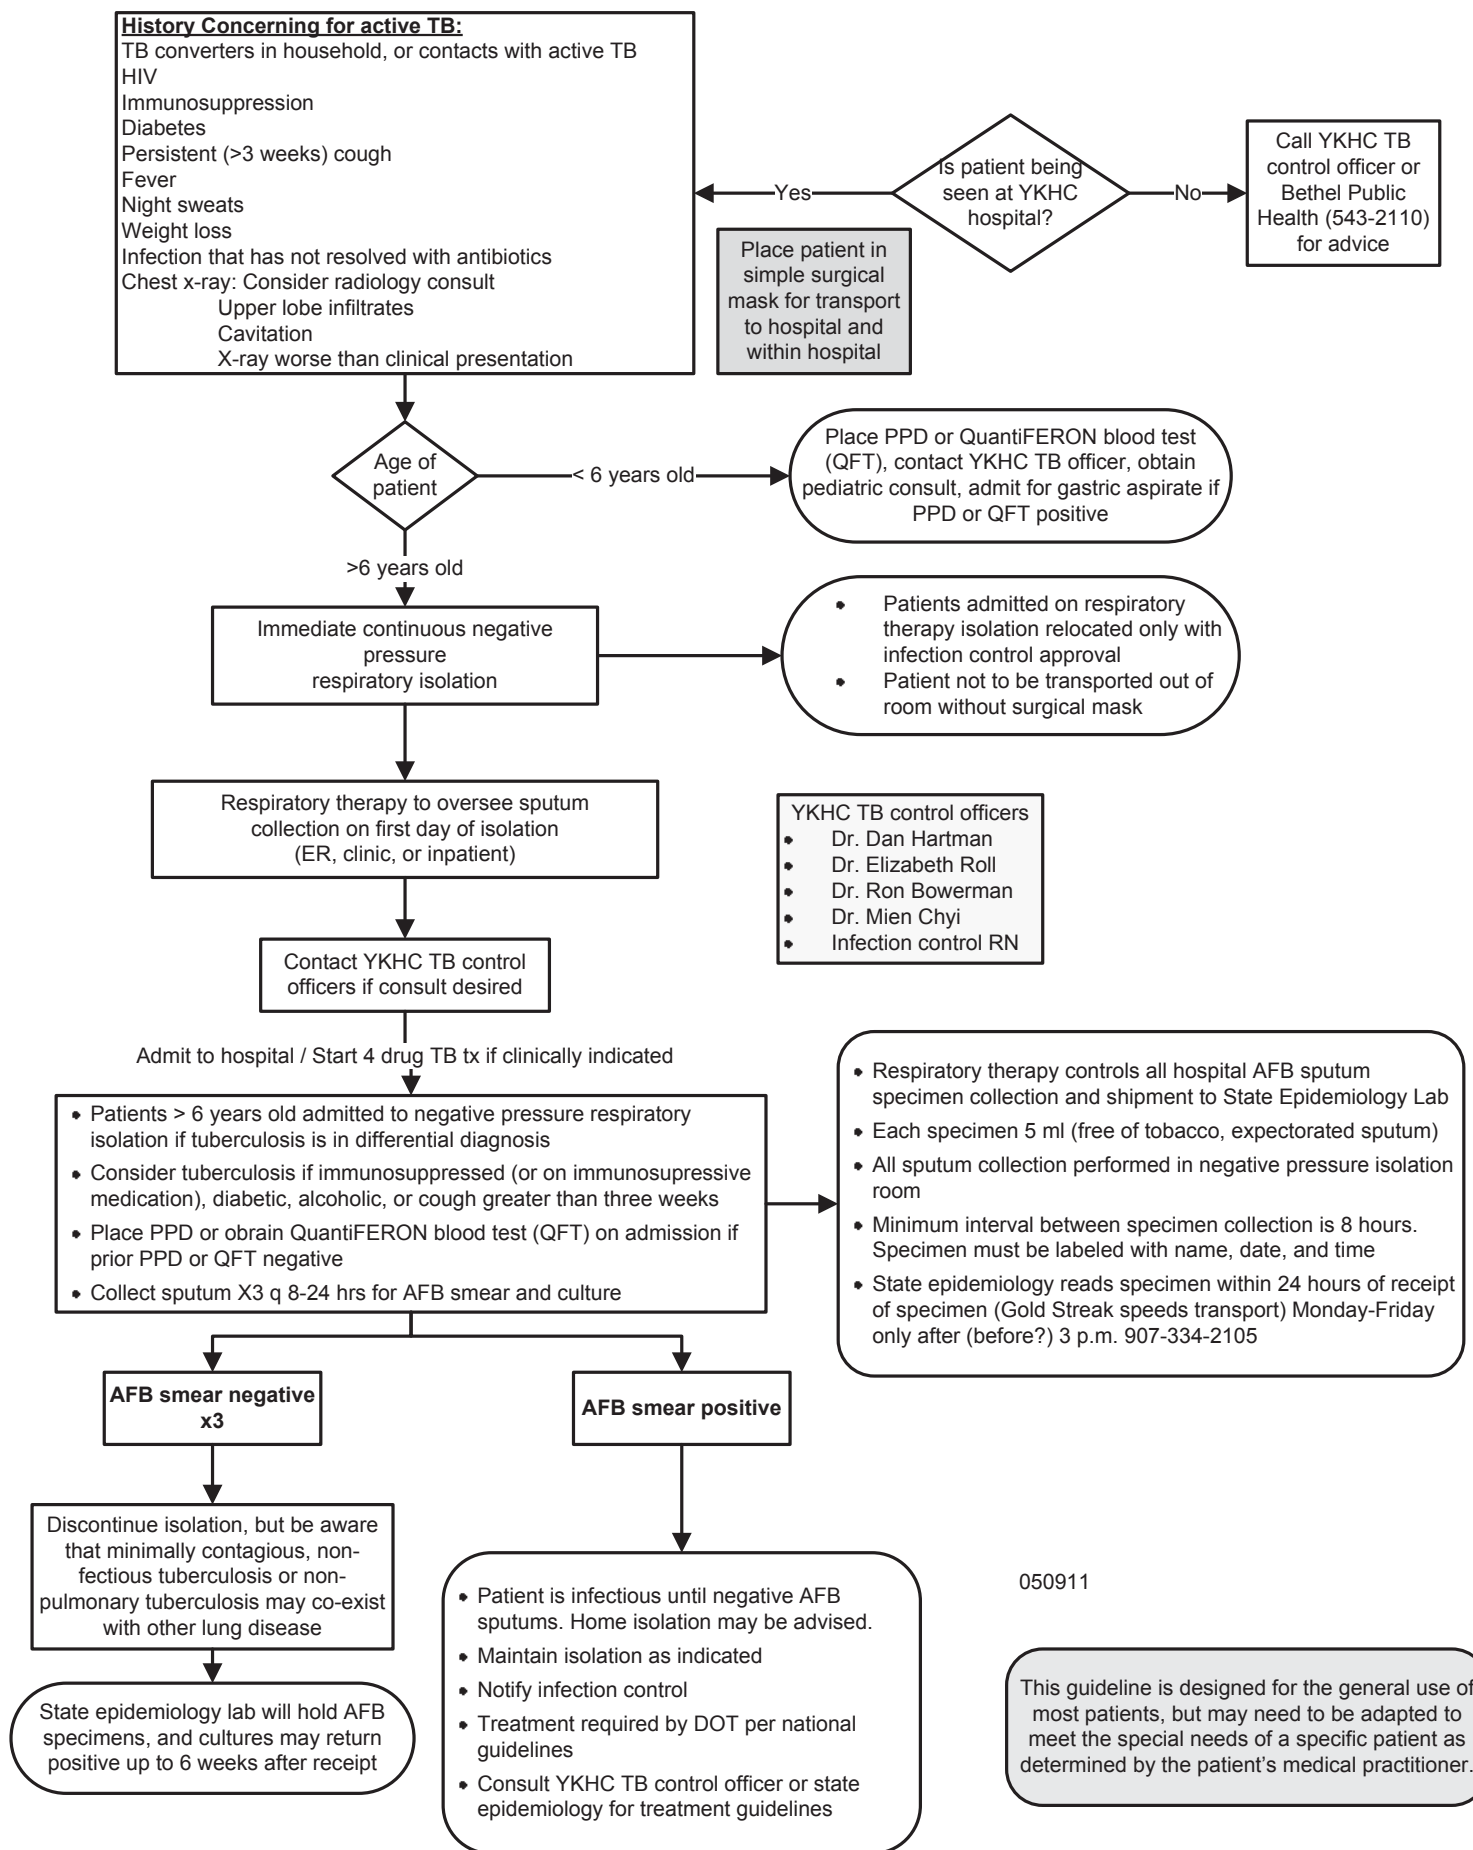 History Concerning for active TB:
TB converters in household, or contacts with active TB
HIV
Immunosuppression
Diabetes
Persistent (>3 weeks) cough
Fever
Night sweats
Weight loss
Infection that has not resolved with antibiotics
Chest x-ray: Consider radiology consult
Upper lobe infiltrates
Cavitation
X-ray worse than clinical presentation
Yes
Is patient being
seen at YKHC
hospital?
No
Call YKHC TB
control officer or
Bethel Public
Health (543-2110)
for advice
Place patient in
simple surgical
mask for transport
to hospital and
within hospital
Age of
patient
< 6 years old
Place PPD or QuantiFERON blood test
(QFT), contact YKHC TB officer, obtain
pediatric consult, admit for gastric aspirate if
PPD or QFT positive
>6 years old
Immediate continuous negative
pressure
respiratory isolation
• Patients admitted on respiratory
therapy isolation relocated only with
infection control approval
• Patient not to be transported out of
room without surgical mask
Respiratory therapy to oversee sputum
collection on first day of isolation
(ER, clinic, or inpatient)
YKHC TB control officers
• Dr. Dan Hartman
• Dr. Elizabeth Roll
• Dr. Ron Bowerman
• Dr. Mien Chyi
• Infection control RN
Contact YKHC TB control
officers if consult desired
Admit to hospital / Start 4 drug TB tx if clinically indicated
• Patients > 6 years old admitted to negative pressure respiratory
isolation if tuberculosis is in differential diagnosis
• Consider tuberculosis if immunosuppressed (or on immunosupressive
medication), diabetic, alcoholic, or cough greater than three weeks
• Place PPD or obrain QuantiFERON blood test (QFT) on admission if
prior PPD or QFT negative
• Collect sputum X3 q 8-24 hrs for AFB smear and culture
• Respiratory therapy controls all hospital AFB sputum
specimen collection and shipment to State Epidemiology Lab
• Each specimen 5 ml (free of tobacco, expectorated sputum)
• All sputum collection performed in negative pressure isolation
room
• Minimum interval between specimen collection is 8 hours.
Specimen must be labeled with name, date, and time
• State epidemiology reads specimen within 24 hours of receipt
of specimen (Gold Streak speeds transport) Monday-Friday
only after (before?) 3 p.m. 907-334-2105
AFB smear negative
x3
AFB smear positive
Discontinue isolation, but be aware
that minimally contagious, non-
fectious tuberculosis or non-
pulmonary tuberculosis may co-exist
with other lung disease
State epidemiology lab will hold AFB
specimens, and cultures may return
positive up to 6 weeks after receipt
• Patient is infectious until negative AFB
sputums. Home isolation may be advised.
• Maintain isolation as indicated
• Notify infection control
• Treatment required by DOT per national
guidelines
• Consult YKHC TB control officer or state
epidemiology for treatment guidelines
050911
This guideline is designed for the general use of
most patients, but may need to be adapted to
meet the special needs of a specific patient as
determined by the patient's medical practitioner.